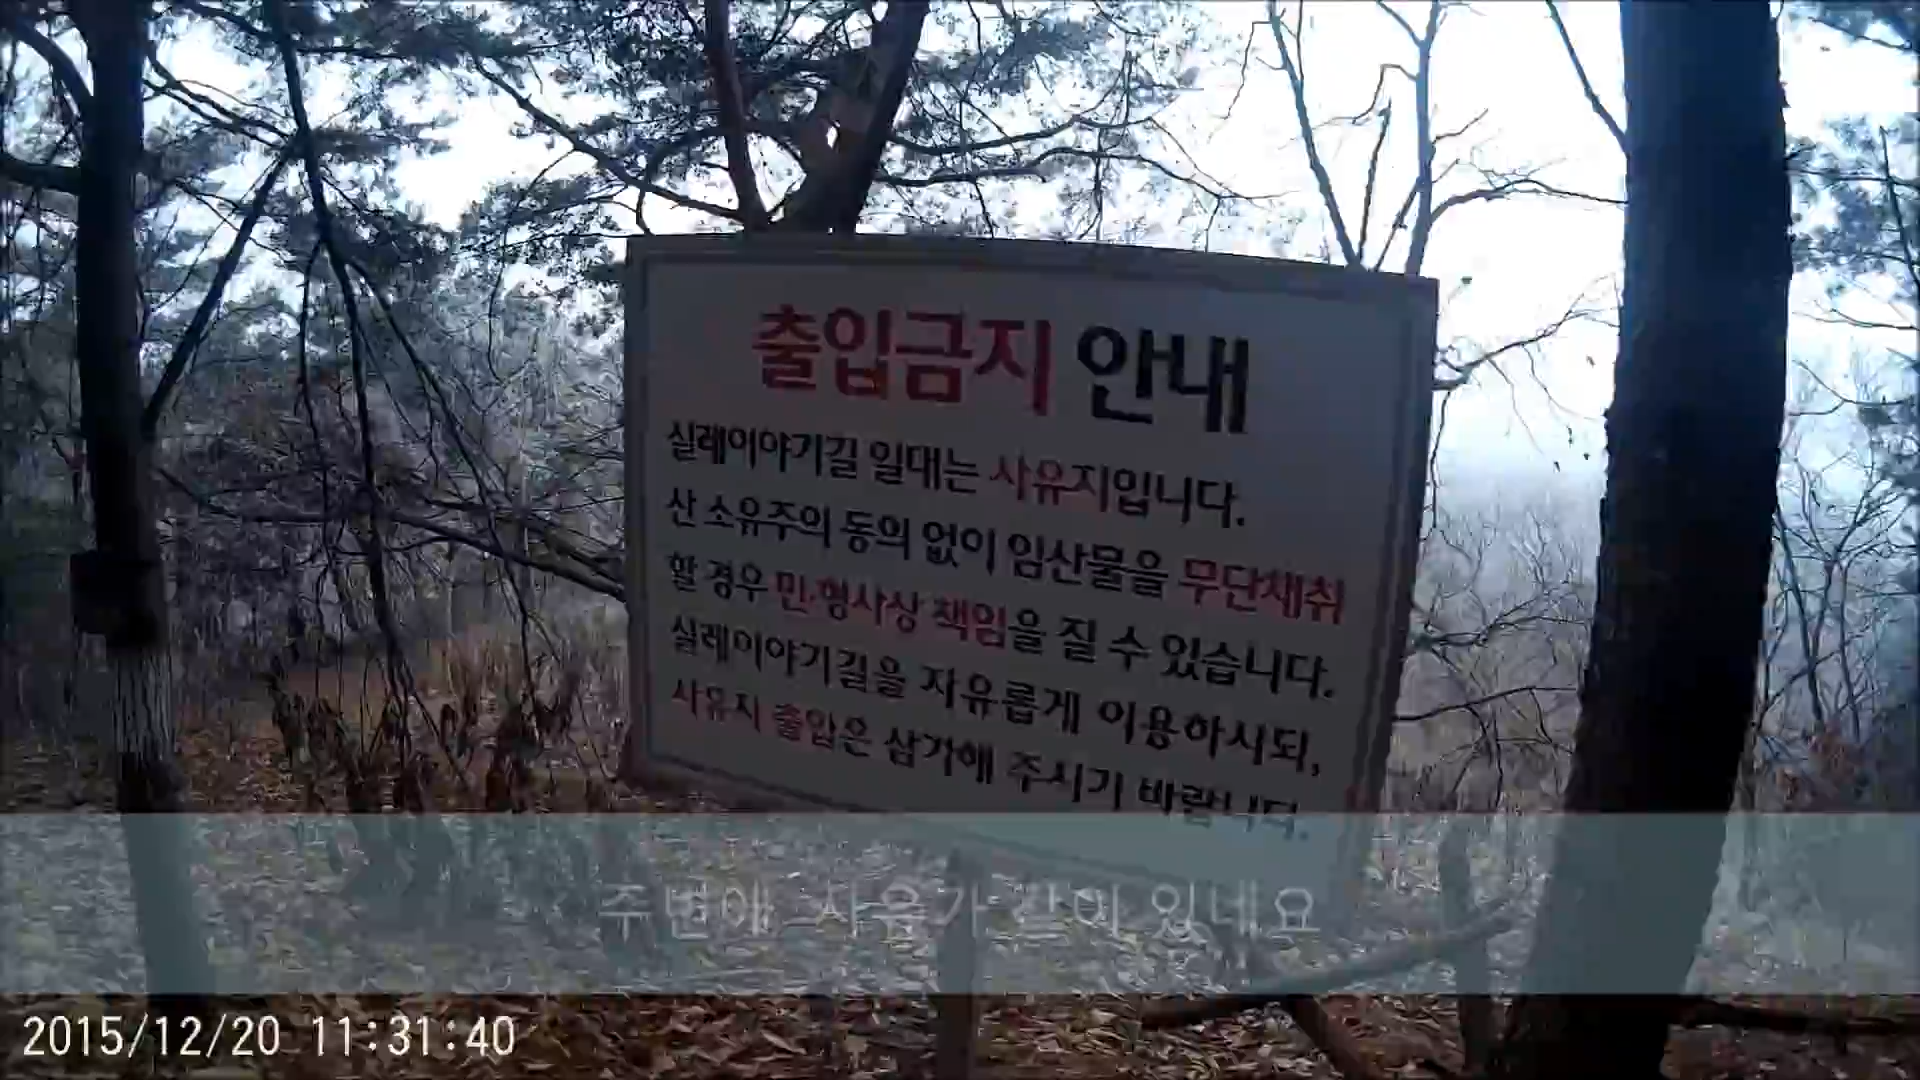 출입금지 안내
실레이야기길 일대는 사유지입니다.
산 소유주의 동의 없이 임산물을 무단채취
할 경우 민·형사상 책임을 질 수 있습니다.
실레이야기길을 자유롭게 이용하시되,
사유지 출입은 삼가해 주시기 바랍니다.
있네요
2015/12/20 11:31:40